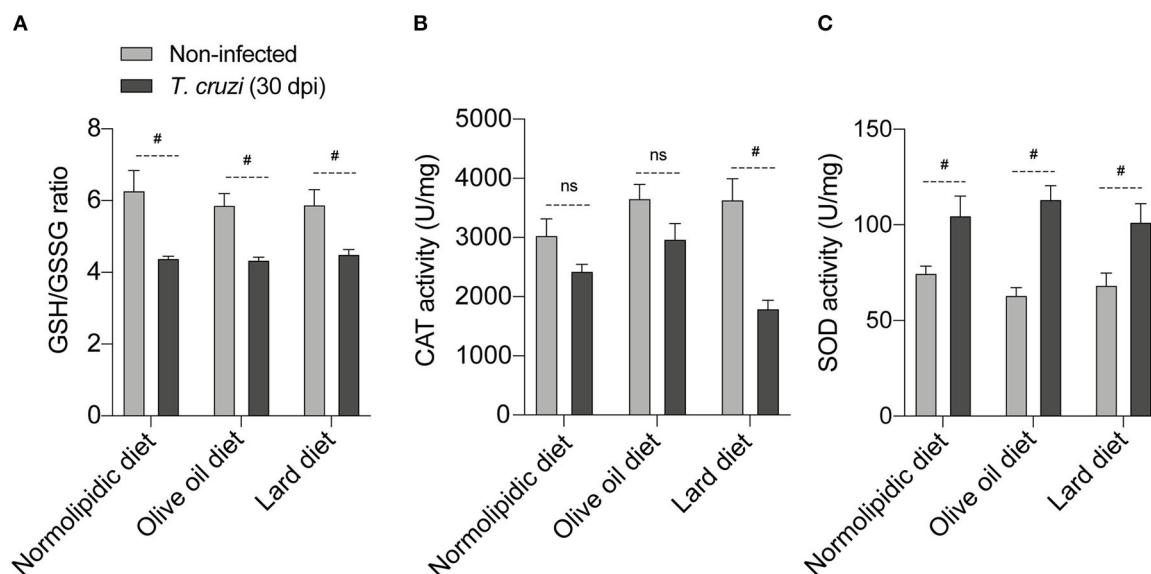 A
B
C
Non-infected
T. cruzi (30 dpi)
GSH/GSSG ratio
8
6
4
2
0
#
#
#
Normolipidic diet
Olive oil diet
Lard diet
CAT activity (U/mg)
5000
4000
3000
2000
1000
0
ns
ns
#
Normolipidic diet
Olive oil diet
Lard diet
SOD activity (U/mg)
150
100
50
0
#
#
#
Normolipidic diet
Olive oil diet
Lard diet